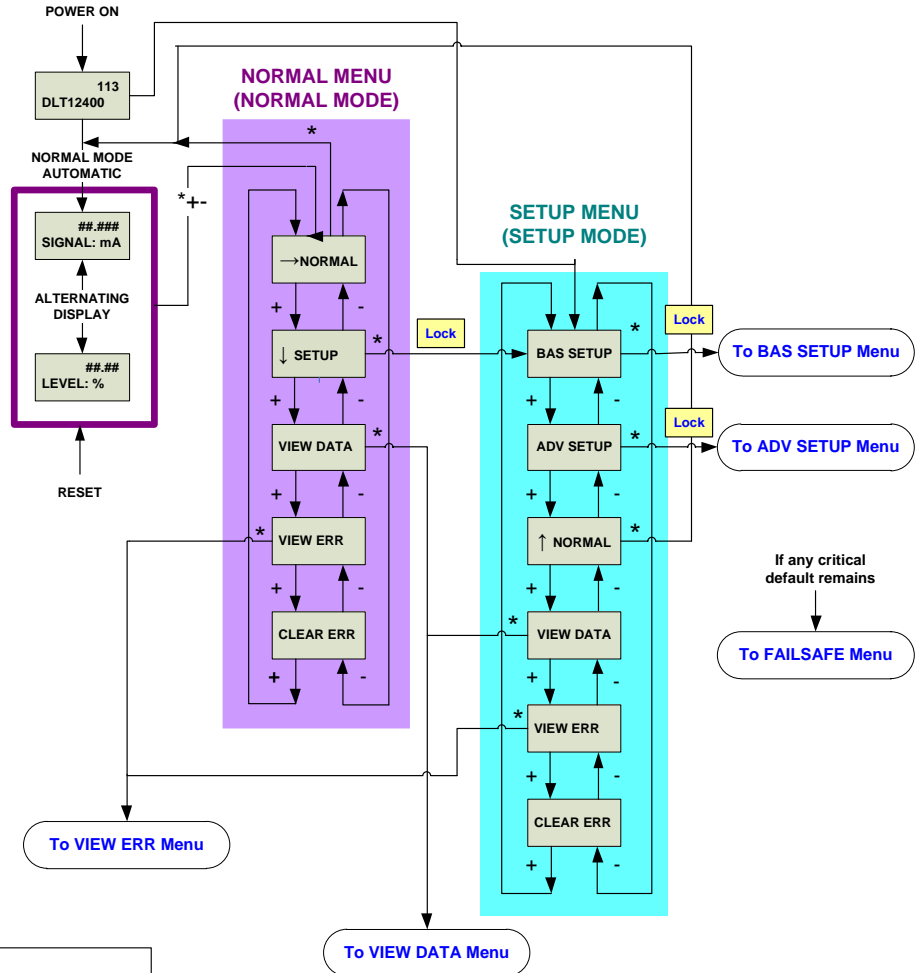 POWER ON
113
DLT12400
NORMAL MODE
AUTOMATIC
##.###
SIGNAL: mA
ALTERNATING
DISPLAY
##.##
LEVEL: %
RESET
*+-
NORMAL MENU
(NORMAL MODE)
*
→NORMAL
+ -
↓ SETUP
*
Lock
+ -
VIEW DATA
*
+ -
*
VIEW ERR
+ -
CLEAR ERR
+ -
SETUP MENU
(SETUP MODE)
BAS SETUP
*
Lock
To BAS SETUP Menu
+ -
ADV SETUP
*
Lock
To ADV SETUP Menu
+ -
↑ NORMAL
*
+ -
*
VIEW DATA
+ -
*
VIEW ERR
+ -
CLEAR ERR
+ -
If any critical
default remains
To FAILSAFE Menu
To VIEW ERR Menu
To VIEW DATA Menu